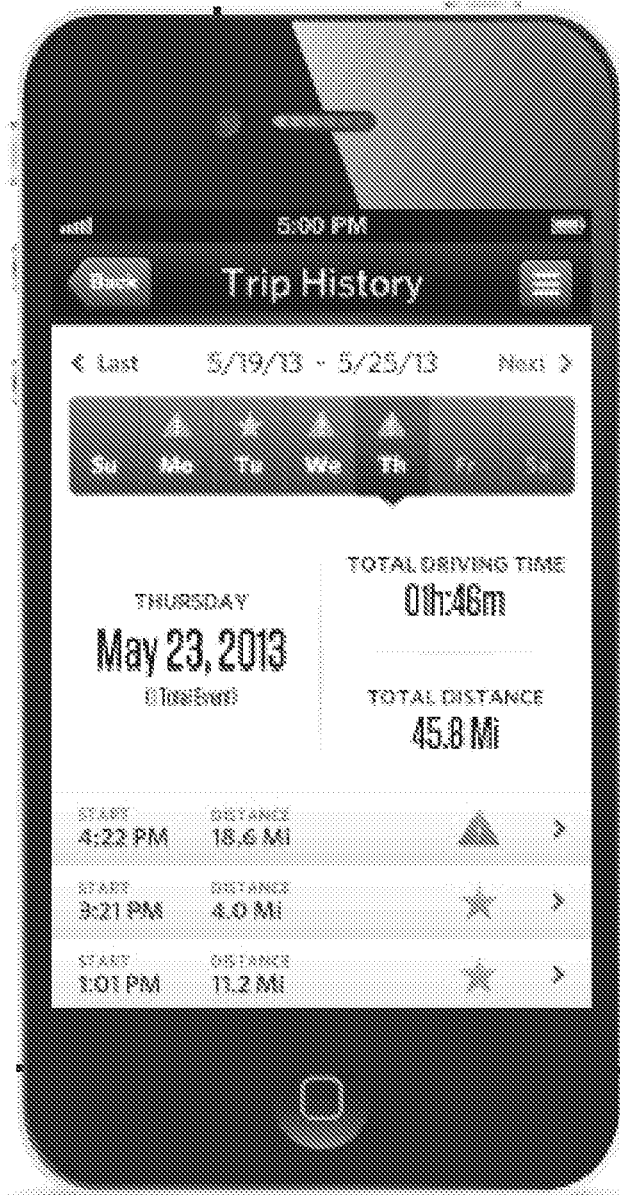 5:00 PM
Back Trip History
Last 5/19/13 - 5/25/13 Next
Su Mo Tu We Th Fr Sa
TOTAL DRIVING TIME
01h:46m
THURSDAY
May 23, 2013
TOTAL DISTANCE
45.8 Mi
START DISTANCE
4:22 PM 18.6 Mi
START DISTANCE
3:21 PM 4.0 Mi
START DISTANCE
1:01 PM 11.2 Mi